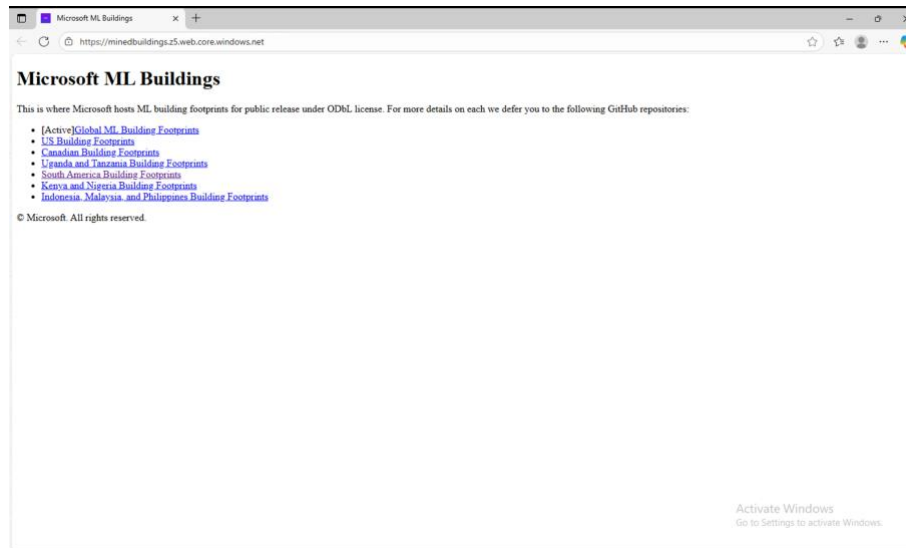 Microsoft ML Buildings
https://minedbuildings.z5.web.core.windows.net
Microsoft ML Buildings
This is where Microsoft hosts ML building footprints for public release under ODbL license. For more details on each we defer you to the following GitHub repositories:
[Active]Global ML Building Footprints
US Building Footprints
Canadian Building Footprints
Uganda and Tanzania Building Footprints
South America Building Footprints
Kenya and Nigeria Building Footprints
Indonesia, Malaysia, and Philippines Building Footprints
© Microsoft. All rights reserved.
Activate Windows
Go to Settings to activate Windows.